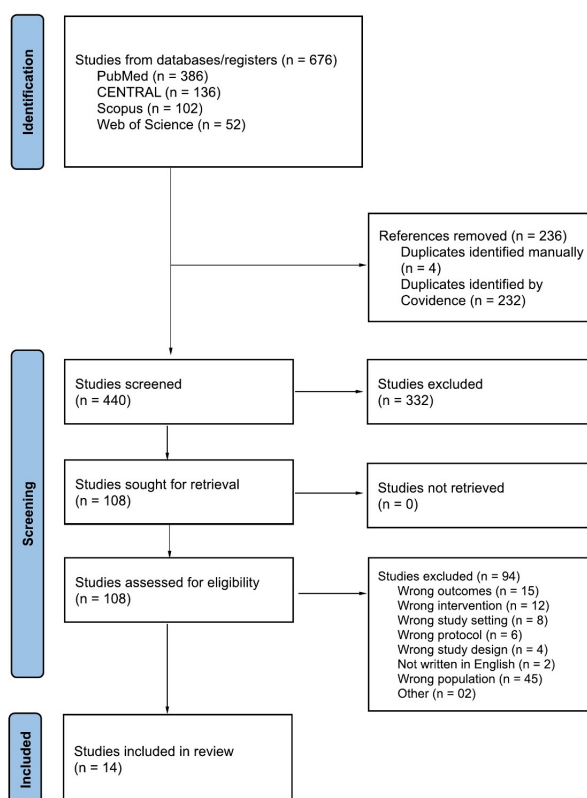 Identification
Studies from databases/registers (n = 676)
PubMed (n = 386)
CENTRAL (n = 136)
Scopus (n = 102)
Web of Science (n = 52)
References removed (n = 236)
Duplicates identified manually
(n = 4)
Duplicates identified by
Covidence (n = 232)
Screening
Studies screened
(n = 440)
Studies excluded
(n = 332)
Studies sought for retrieval
(n = 108)
Studies not retrieved
(n = 0)
Studies assessed for eligibility
(n = 108)
Studies excluded (n = 94)
Wrong outcomes (n = 15)
Wrong intervention (n = 12)
Wrong study setting (n = 8)
Wrong protocol (n = 6)
Wrong study design (n = 4)
Not written in English (n = 2)
Wrong population (n = 45)
Other (n = 02)
Included
Studies included in review
(n = 14)